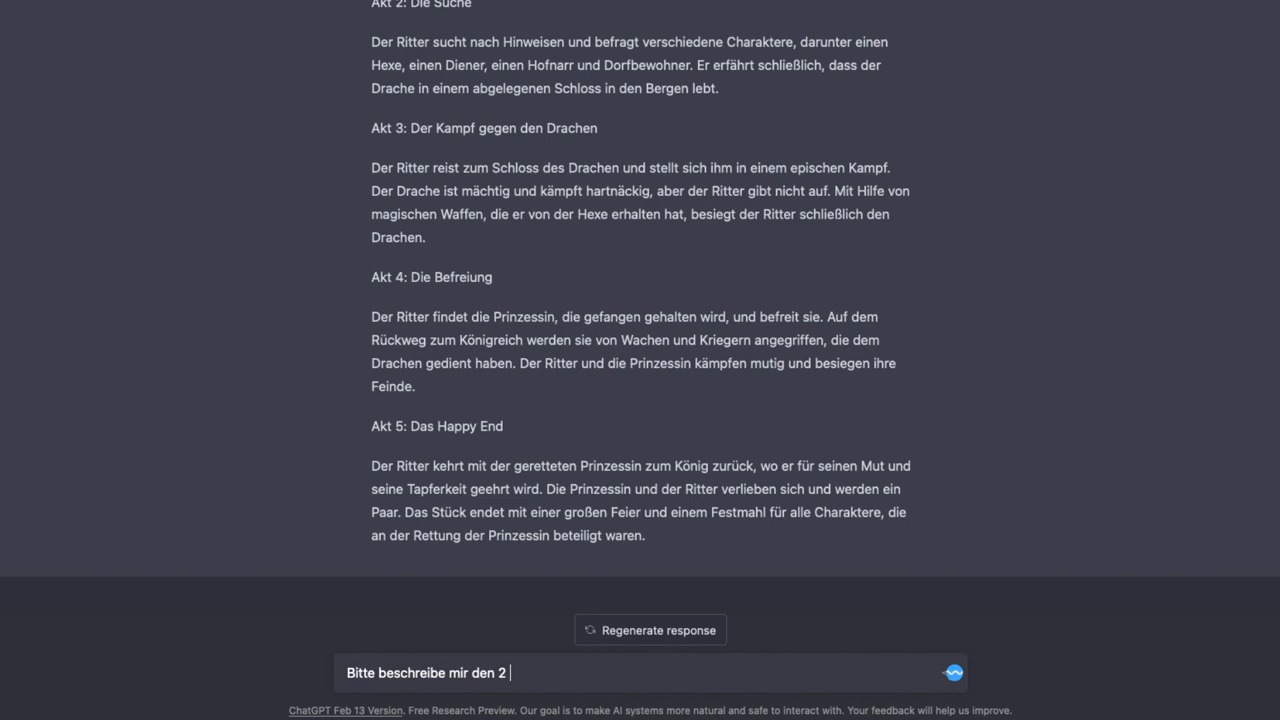 Akt 2: Die Suche
Der Ritter sucht nach Hinweisen und befragt verschiedene Charaktere, darunter einen
Hexe, einen Diener, einen Hofnarr und Dorfbewohner. Er erfährt schließlich, dass der
Drache in einem abgelegenen Schloss in den Bergen lebt.
Akt 3: Der Kampf gegen den Drachen
Der Ritter reist zum Schloss des Drachen und stellt sich ihm in einem epischen Kampf.
Der Drache ist mächtig und kämpft hartnäckig, aber der Ritter gibt nicht auf. Mit Hilfe von
magischen Waffen, die er von der Hexe erhalten hat, besiegt der Ritter schließlich den
Drachen.
Akt 4: Die Befreiung
Der Ritter findet die Prinzessin, die gefangen gehalten wird, und befreit sie. Auf dem
Rückweg zum Königreich werden sie von Wachen und Kriegern angegriffen, die dem
Drachen gedient haben. Der Ritter und die Prinzessin kämpfen mutig und besiegen ihre
Feinde.
Akt 5: Das Happy End
Der Ritter kehrt mit der geretteten Prinzessin zum König zurück, wo er für seinen Mut und
seine Tapferkeit geehrt wird. Die Prinzessin und der Ritter verlieben sich und werden ein
Paar. Das Stück endet mit einer großen Feier und einem Festmahl für alle Charaktere, die
an der Rettung der Prinzessin beteiligt waren.
Regenerate response
Bitte beschreibe mir den 2
ChatGPT Feb 13 Version. Free Research Preview. Our goal is to make AI systems more natural and safe to interact with. Your feedback will help us improve.